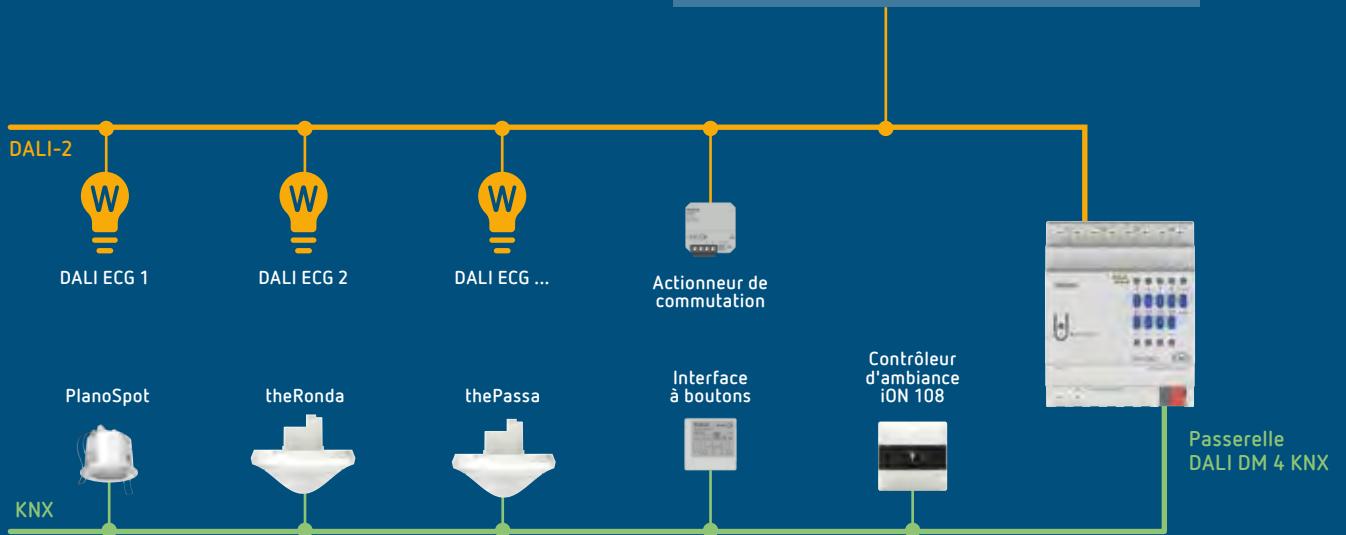 DALI-2
W
W
W
DALI ECG 1
DALI ECG 2
DALI ECG ...
Actionneur de
commutation
PlanoSpot
theRonda
thePassa
Interface
à boutons
Contrôleur
d'ambiance
iON 108
Passerelle
DALI DM 4 KNX
KNX